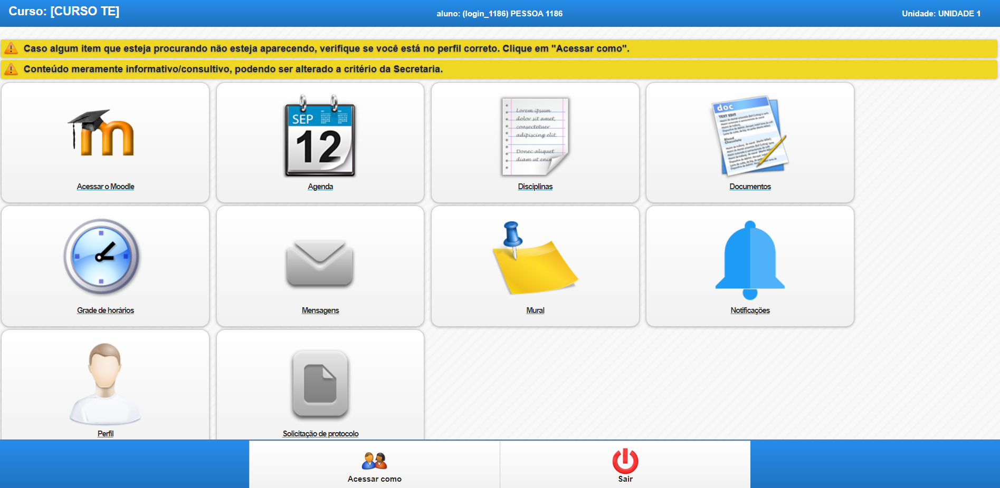 Curso: [CURSO TE]
aluno: (login_1186) PESSOA 1186
Unidade: UNIDADE 1
Caso algum item que esteja procurando não esteja aparecendo, verifique se você está no perfil correto. Clique em "Acessar como".
Conteúdo meramente informativo/consultivo, podendo ser alterado a critério da Secretaria.
m
Acessar o Moodle
SEP
12
Agenda
Lorem ipsum
dolor sit amet,
consectetuer
adipiscing elit.
Donec aliquet
diam ut enim
Disciplinas
doc
TEXT EDIT
Blood
Chocolate
Documentos
Grade de horários
Mensagens
Mural
Notificações
Perfil
Solicitação de protocolo
Acessar como
Sair